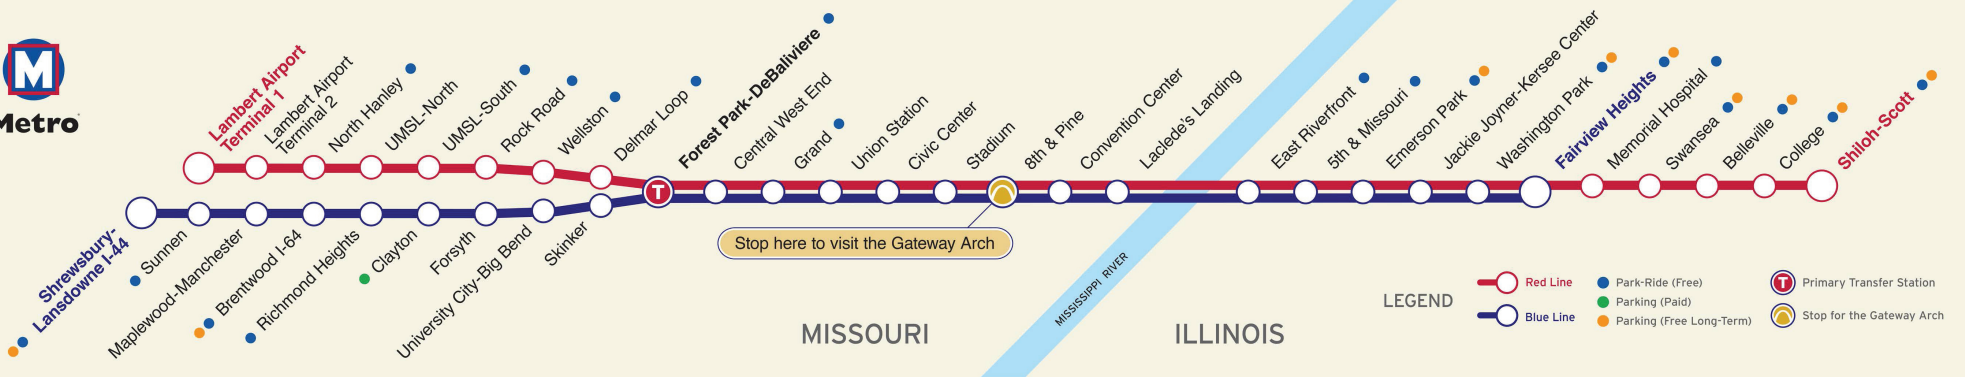 M
Metro
Lambert Airport
Terminal 1
Lambert Airport
Terminal 2
North Hanley
UMSL-North
UMSL-South
Rock Road
Wellston
Delmar Loop
Forest Park-DeBaliviere
Central West End
Grand
Union Station
Civic Center
Stadium
8th & Pine
Convention Center
Laclede's Landing
East Riverfront
5th & Missouri
Emerson Park
Jackie Joyner-Kersee Center
Washington Park
Fairview Heights
Memorial Hospital
Swansea
Belleville
College
Shiloh-Scott
T
Shrewsbury-
Lansdowne I-44
Sunnen
Maplewood-Manchester
Brentwood I-64
Richmond Heights
Clayton
Forsyth
University City-Big Bend
Skinker
Stop here to visit the Gateway Arch
MISSISSIPPI RIVER
MISSOURI
ILLINOIS
LEGEND
Red Line
Blue Line
Park-Ride (Free)
Parking (Paid)
Parking (Free Long-Term)
T
Primary Transfer Station
Stop for the Gateway Arch